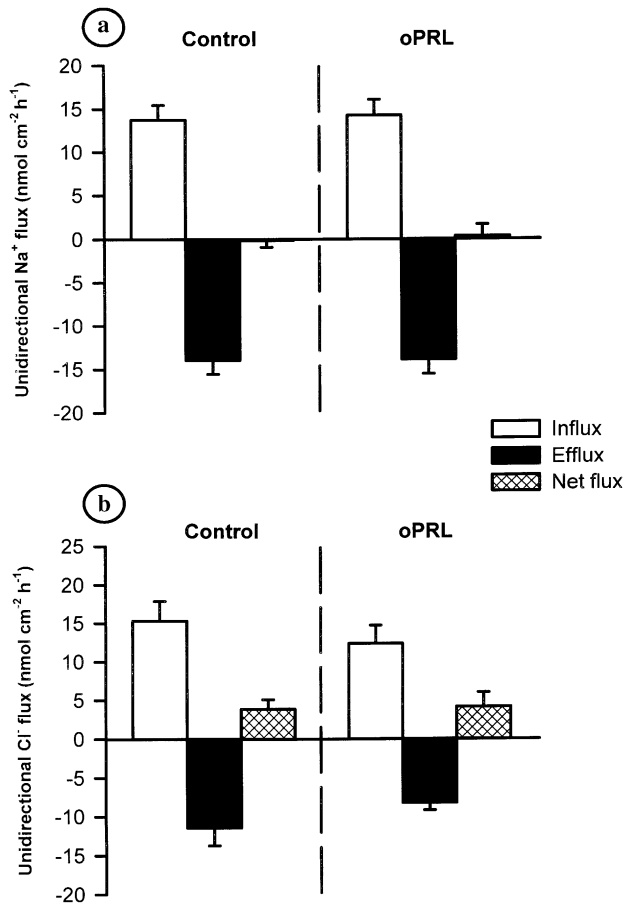 a
Control
oPRL
Unidirectional Na+ flux (nmol cm-2 h-1)
20
15
10
5
0
-5
-10
-15
-20
Influx
Efflux
Net flux
b
Control
oPRL
Unidirectional Cl- flux (nmol cm-2 h-1)
25
20
15
10
5
0
-5
-10
-15
-20